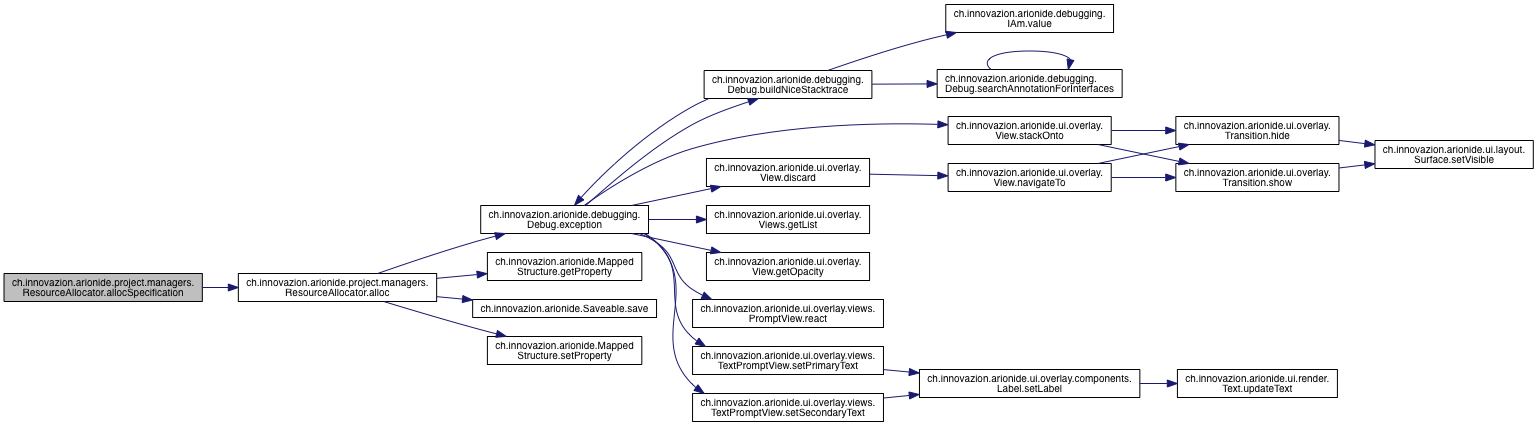 ch.innovazion.arionide.project.managers.
ResourceAllocator.allocSpecification
ch.innovazion.arionide.project.managers.
ResourceAllocator.alloc
ch.innovazion.arionide.debugging.
Debug.exception
ch.innovazion.arionide.Mapped
Structure.getProperty
ch.innovazion.arionide.Saveable.save
ch.innovazion.arionide.Mapped
Structure.setProperty
ch.innovazion.arionide.debugging.
Debug.buildNiceStacktrace
ch.innovazion.arionide.ui.overlay.
View.discard
ch.innovazion.arionide.ui.overlay.
Views.getList
ch.innovazion.arionide.ui.overlay.
View.getOpacity
ch.innovazion.arionide.ui.overlay.views.
PromptView.react
ch.innovazion.arionide.ui.overlay.views.
TextPromptView.setPrimaryText
ch.innovazion.arionide.ui.overlay.views.
TextPromptView.setSecondaryText
ch.innovazion.arionide.debugging.
IAm.value
ch.innovazion.arionide.debugging.
Debug.searchAnnotationForInterfaces
ch.innovazion.arionide.ui.overlay.
View.stackOnto
ch.innovazion.arionide.ui.overlay.
View.navigateTo
ch.innovazion.arionide.ui.overlay.components.
Label.setLabel
ch.innovazion.arionide.ui.overlay.
Transition.hide
ch.innovazion.arionide.ui.overlay.
Transition.show
ch.innovazion.arionide.ui.render.
Text.updateText
ch.innovazion.arionide.ui.layout.
Surface.setVisible